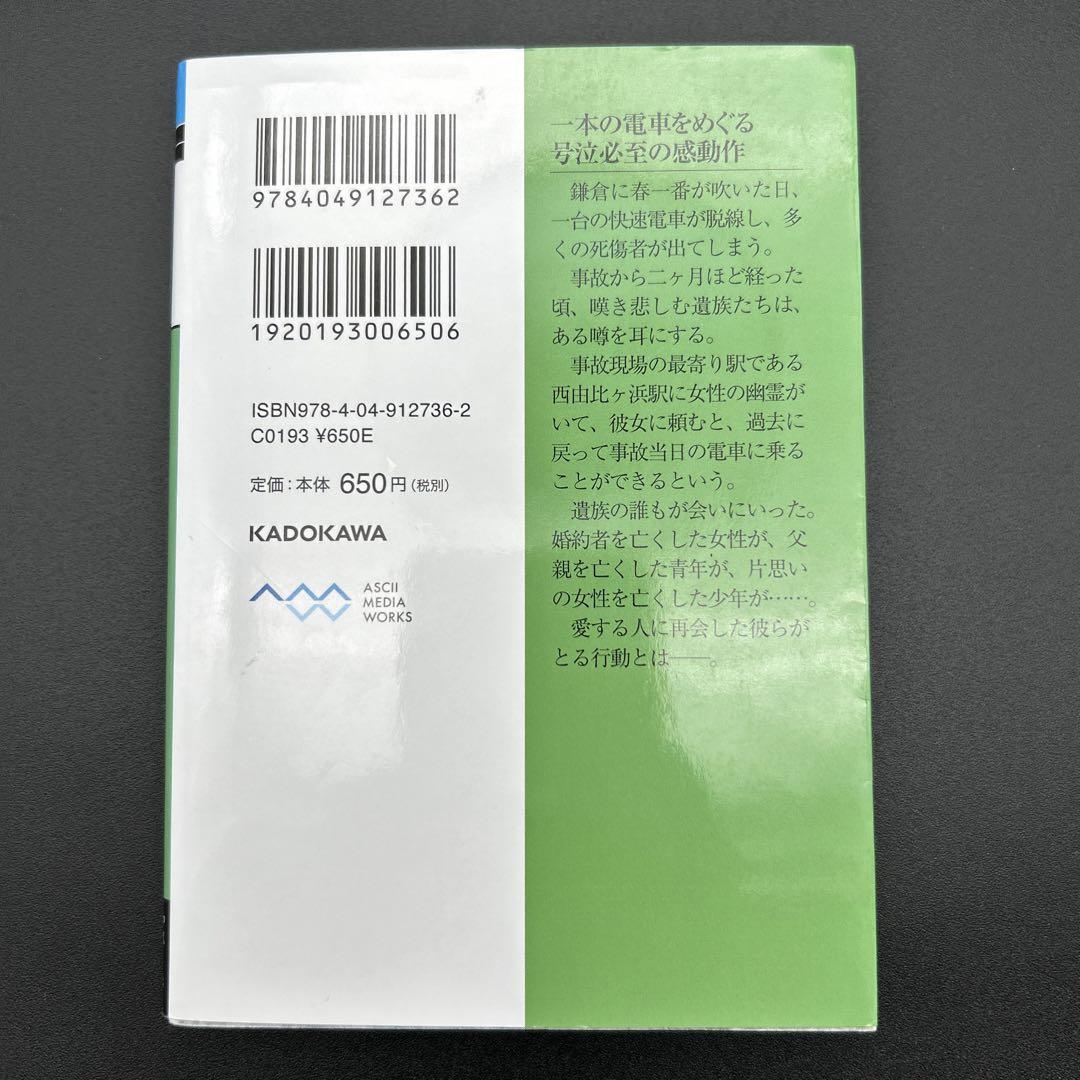 9784049127362
1920193006506
ISBN978-4-04-912736-2
C0193 ¥650E
定価:本体 650円(税別)
KADOKAWA
ASCII
MEDIA
WORKS
一本の電車をめぐる
号泣必至の感動作
鎌倉に春一番が吹いた日、
一台の快速電車が脱線し、多
くの死傷者が出てしまう。
事故から二ヶ月ほど経った
頃、嘆き悲しむ遺族たちは、
ある噂を耳にする。
事故現場の最寄り駅である
西由比ヶ浜駅に女性の幽霊が
いて、彼女に頼むと、過去に
戻って事故当日の電車に乗る
ことができるという。
遺族の誰もが会いにいった。
婚約者を亡くした女性が、父
親を亡くした青年が、片思い
の女性を亡くした少年が……。
愛する人に再会した彼らが
とる行動とは──。